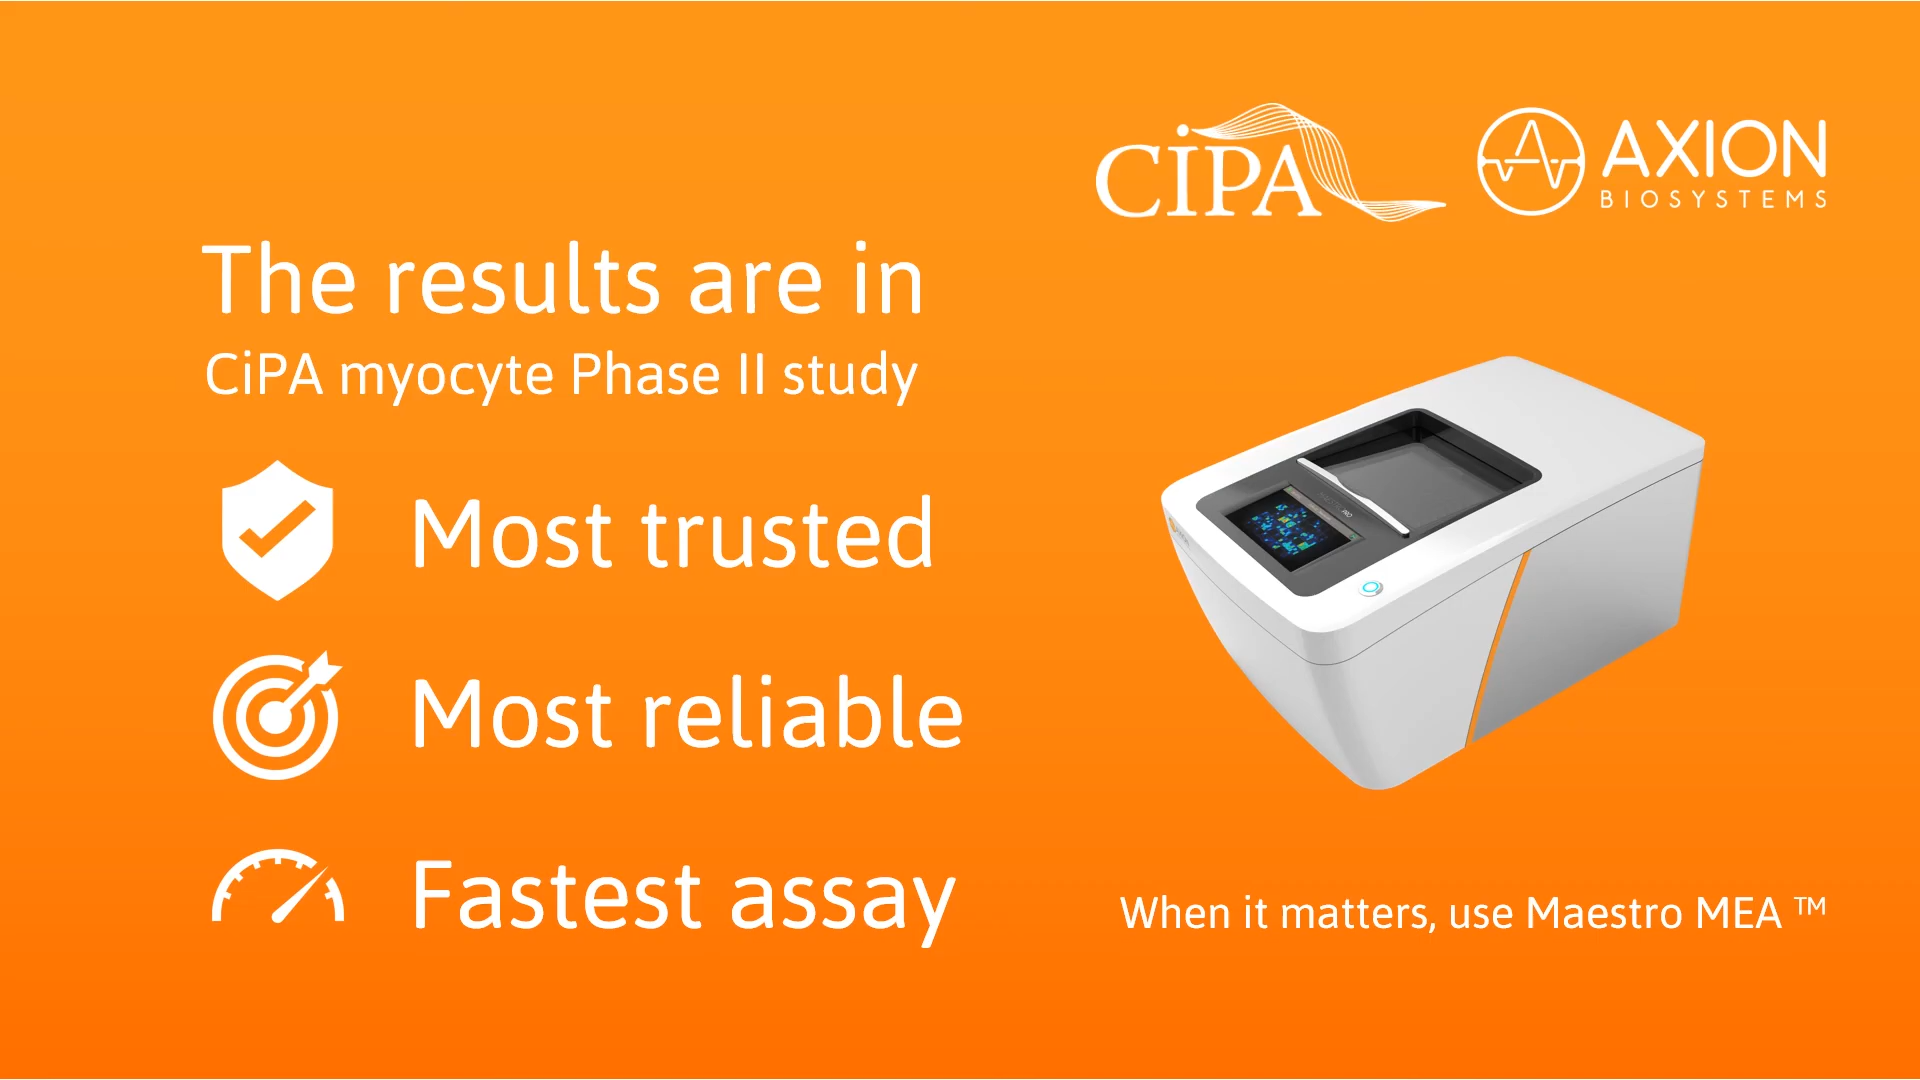 CiPA
AXION
BIOSYSTEMS
The results are in
CiPA myocyte Phase II study
Most trusted
Most reliable
Fastest assay
When it matters, use Maestro MEA ™